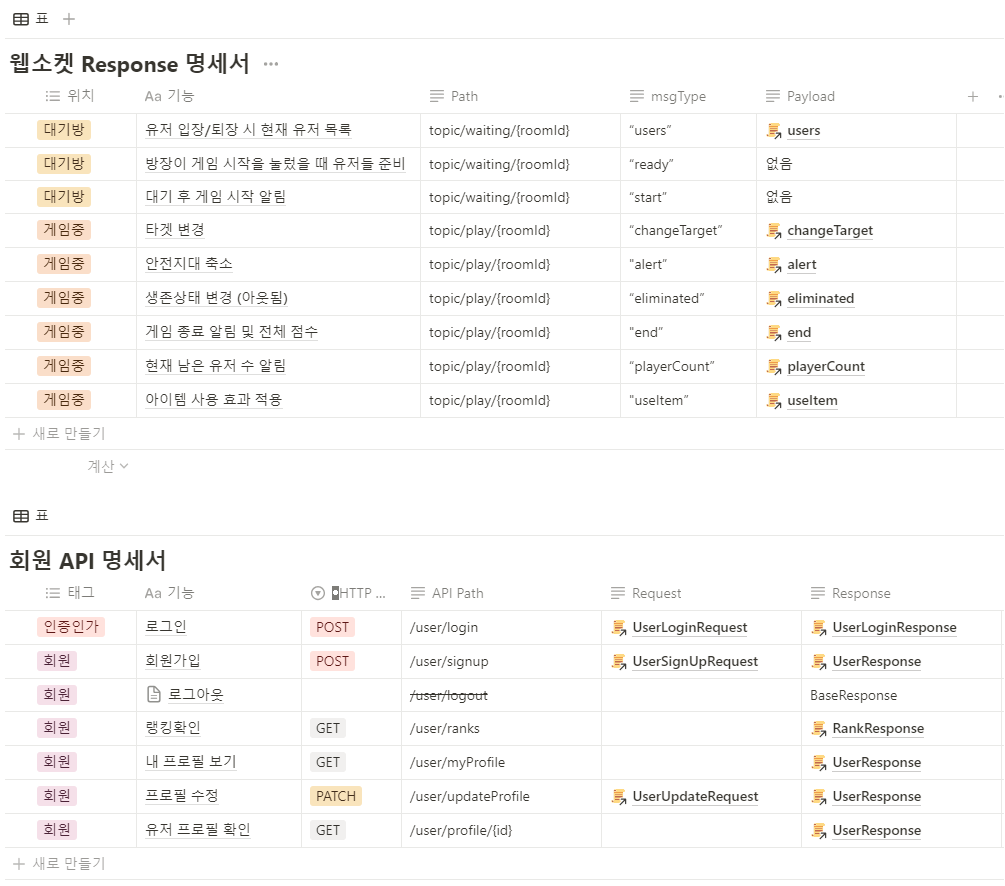 표
웹소켓 Response 명세서 ···
위치 Aa 기능 Path msgType Payload
대기방 유저 입장/퇴장 시 현재 유저 목록 topic/waiting/{roomId} “users” users
대기방 방장이 게임 시작을 눌렀을 때 유저들 준비 topic/waiting/{roomId} “ready” 없음
대기방 대기 후 게임 시작 알림 topic/waiting/{roomId} “start” 없음
게임중 타겟 변경 topic/play/{roomId} “changeTarget” changeTarget
게임중 안전지대 축소 topic/play/{roomId} "alert” alert
게임중 생존상태 변경 (아웃됨) topic/play/{roomId} “eliminated” eliminated
게임중 게임 종료 알림 및 전체 점수 topic/play/{roomId} "end” end
게임중 현재 남은 유저 수 알림 topic/play/{roomId} “playerCount” playerCount
게임중 아이템 사용 효과 적용 topic/play/{roomId} "useItem” useItem
새로 만들기
계산
표
회원 API 명세서
태그 Aa 기능 HTTP ... API Path Request Response
인증인가 로그인 POST /user/login UserLoginRequest UserLoginResponse
회원 회원가입 POST /user/signup UserSignUpRequest UserResponse
회원 로그아웃 /user/logout BaseResponse
회원 랭킹확인 GET /user/ranks RankResponse
회원 내 프로필 보기 GET /user/myProfile UserResponse
회원 프로필 수정 PATCH /user/updateProfile UserUpdateRequest UserResponse
회원 유저 프로필 확인 GET /user/profile/{id} UserResponse
새로 만들기